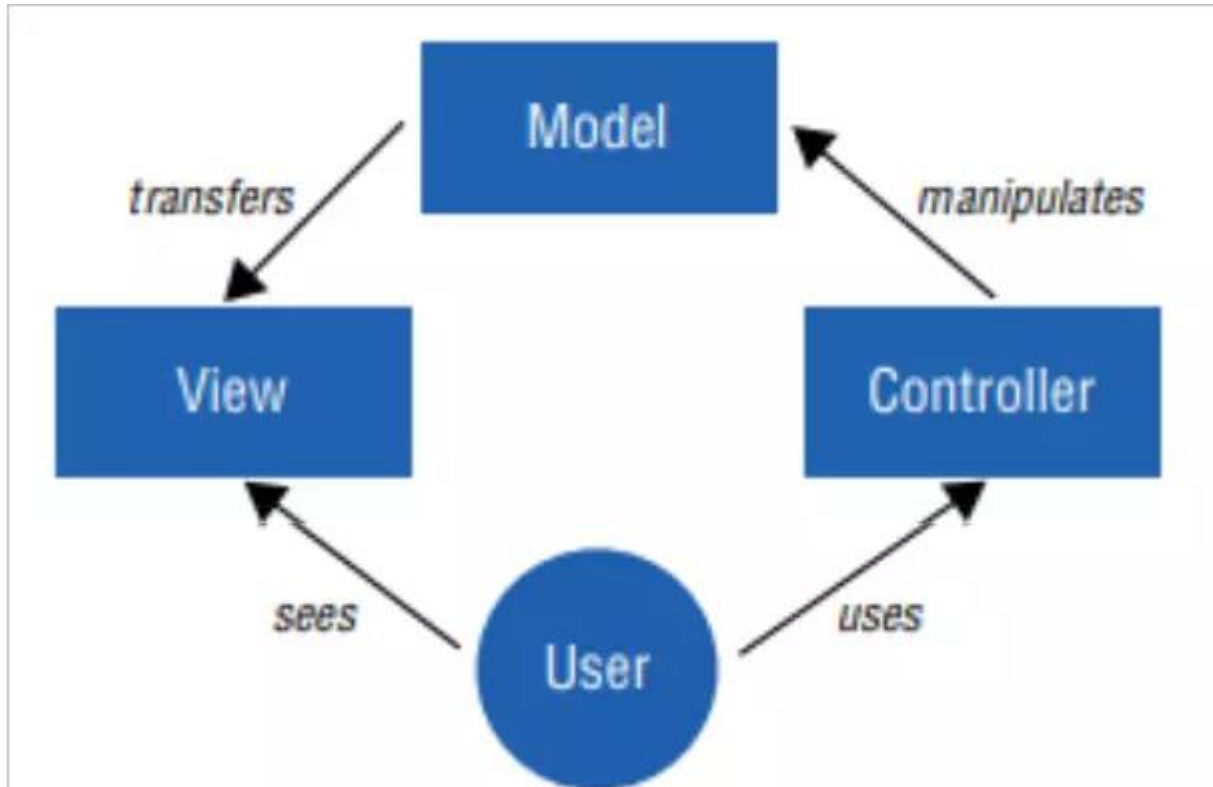 Model
transfers
manipulates
View
Controller
sees
uses
User